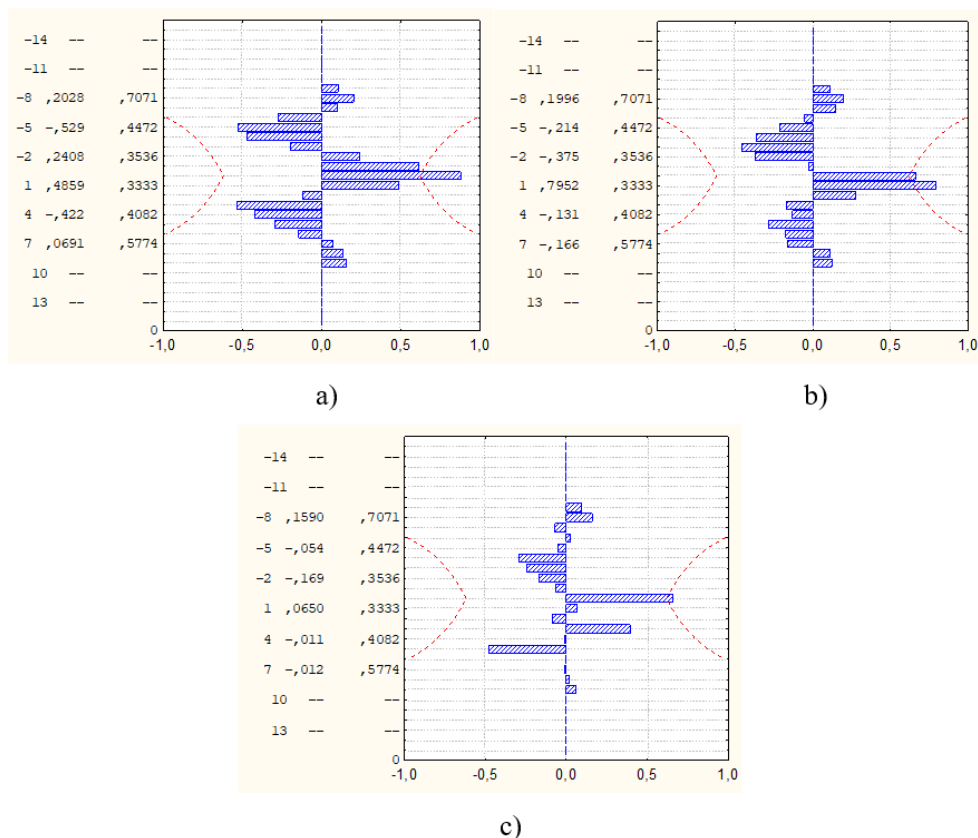 -14 -- --
-11 -- --
-8 ,2028 ,7071
-5 -,529 ,4472
-2 ,2408 ,3536
1 ,4859 ,3333
4 -,422 ,4082
7 ,0691 ,5774
10 -- --
13 -- --
0
-1,0 -0,5 0,0 0,5 1,0
a)
-14 -- --
-11 -- --
-8 ,1996 ,7071
-5 -,214 ,4472
-2 -,375 ,3536
1 ,7952 ,3333
4 -,131 ,4082
7 -,166 ,5774
10 -- --
13 -- --
0
-1,0 -0,5 0,0 0,5 1,0
b)
-14 -- --
-11 -- --
-8 ,1590 ,7071
-5 -,054 ,4472
-2 -,169 ,3536
1 ,0650 ,3333
4 -,011 ,4082
7 -,012 ,5774
10 -- --
13 -- --
0
-1,0 -0,5 0,0 0,5 1,0
c)